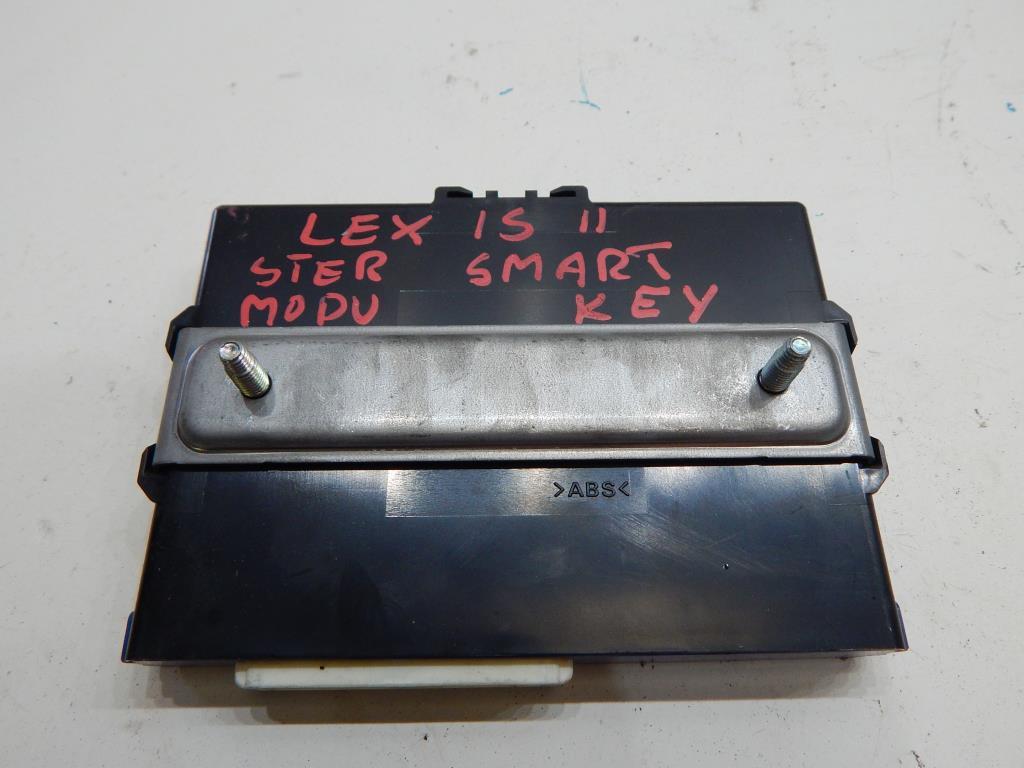 LEX IS II
STER SMART
MODU KEY
>ABS<